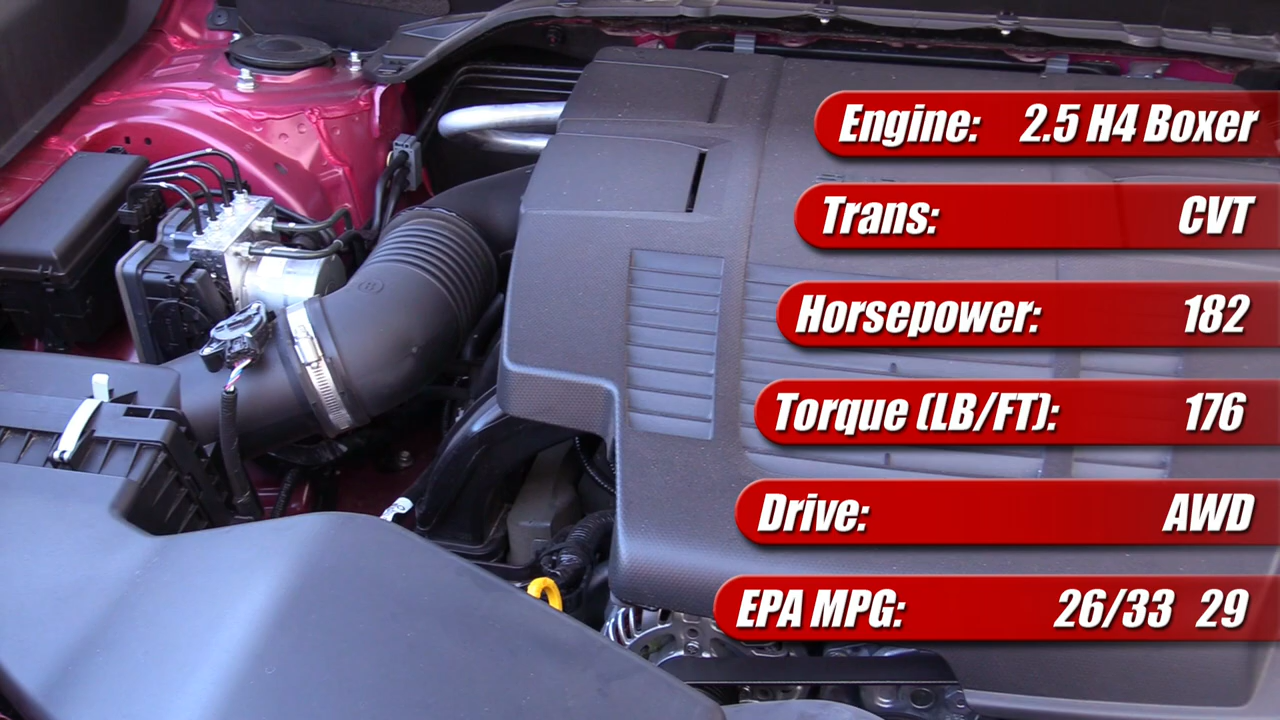 Engine: 2.5 H4 Boxer
Trans: CVT
Horsepower: 182
Torque (LB/FT): 176
Drive: AWD
EPA MPG: 26/33 29